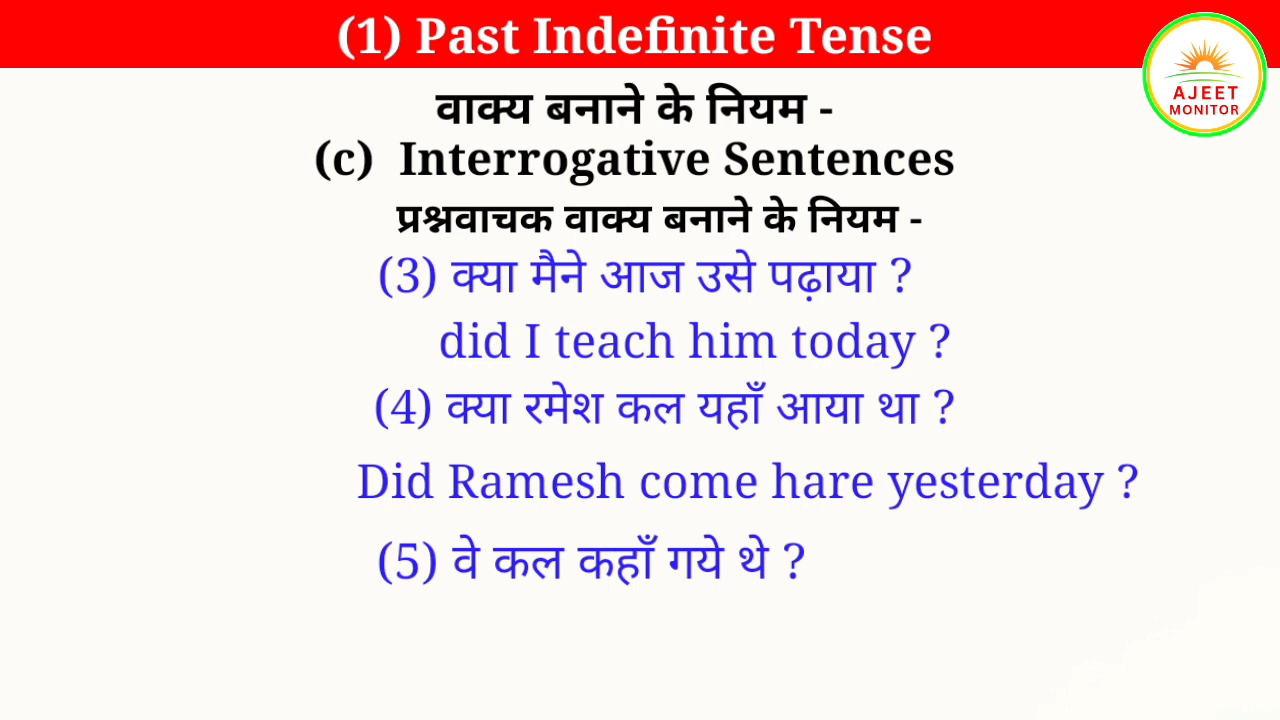 (1) Past Indefinite Tense
AJEET
MONITOR
वाक्य बनाने के नियम -
(c) Interrogative Sentences
प्रश्नवाचक वाक्य बनाने के नियम -
(3) क्या मैने आज उसे पढ़ाया ?
did I teach him today ?
(4) क्या रमेश कल यहाँ आया था ?
Did Ramesh come hare yesterday ?
(5) वे कल कहाँ गये थे ?